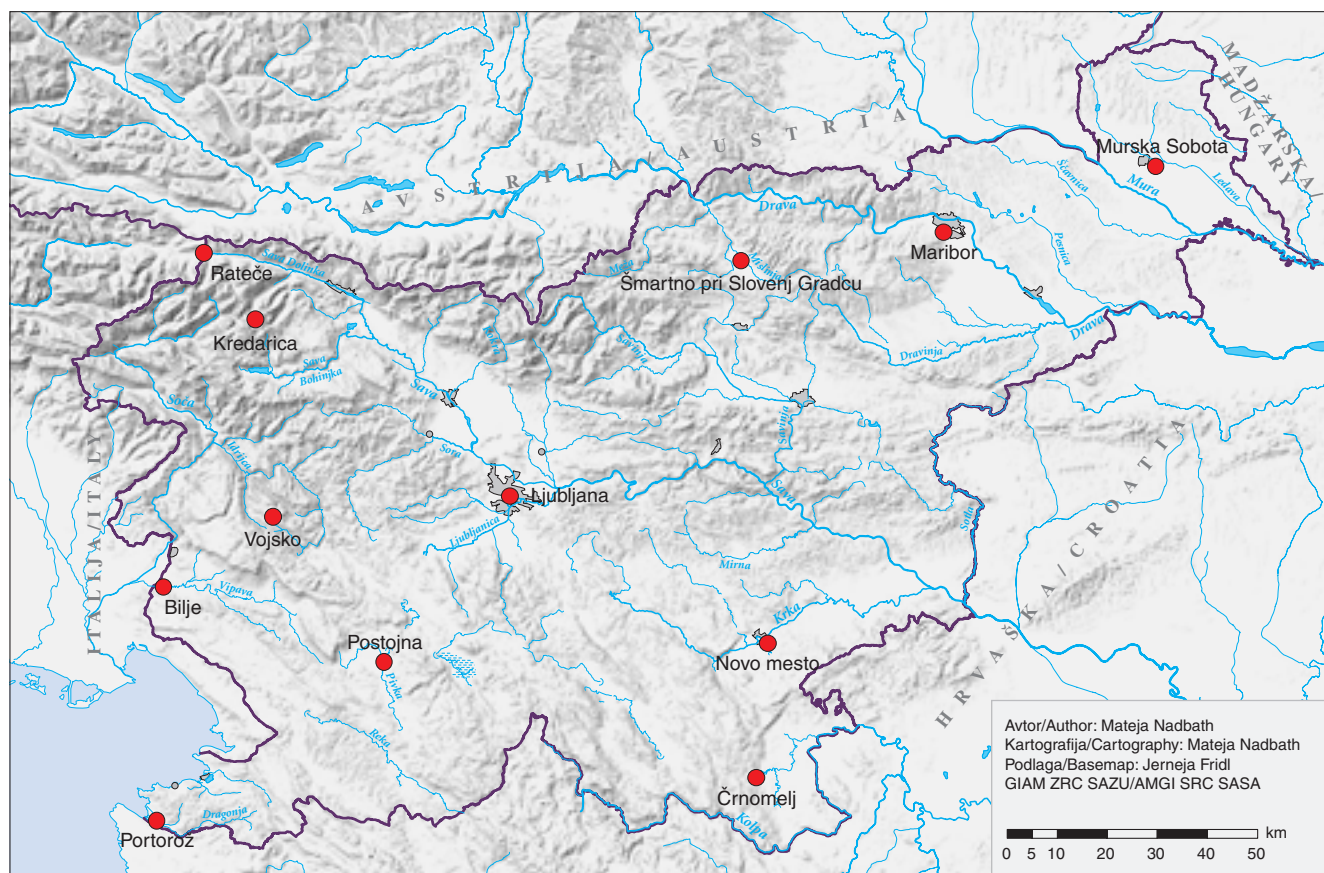 MADŽARSKA/
HUNGARY
AVSTRIJA/AUSTRIA
Murska Sobota
Ščavnica
Mura
Ledava
Drava
Maribor
Pesnica
Rateče
Sava Dolinka
Meža
Mislinja
Šmartno pri Slovenj Gradcu
Kredarica
Kokra
Savinja
Drava
Dravinja
Sava
Bohinjka
Sava
Soča
ITALIJA/ITALY
Idrijca
Sora
Savinja
HRVAŠKA/CROATIA
Ljubljana
Sava
Sotla
Vojsko
Ljubljanica
Mirna
Bilje
Vipava
Krka
Postojna
Novo mesto
Pivka
Reka
Črnomelj
Kolpa
Dragonja
Portoroz
Avtor/Author: Mateja Nadbath
Kartografija/Cartography: Mateja Nadbath
Podlaga/Basemap: Jerneja Fridl
GIAM ZRC SAZU/AMGI SRC SASA
km
0 5 10 20 30 40 50